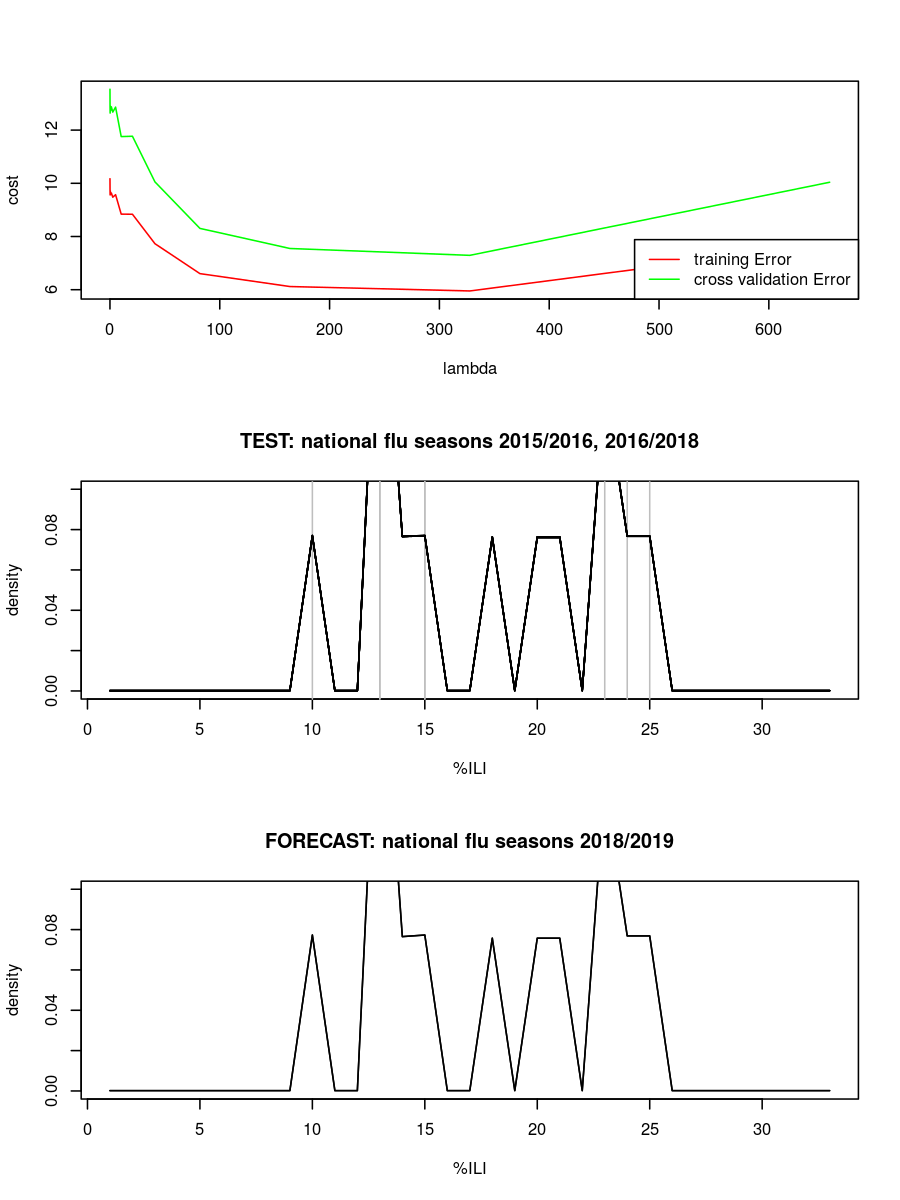 12
10
8
6
cost
training Error
cross validation Error
0 100 200 300 400 500 600
lambda
TEST: national flu seasons 2015/2016, 2016/2018
0.08
0.04
0.00
density
0 5 10 15 20 25 30
%ILI
FORECAST: national flu seasons 2018/2019
0.08
0.04
0.00
density
0 5 10 15 20 25 30
%ILI